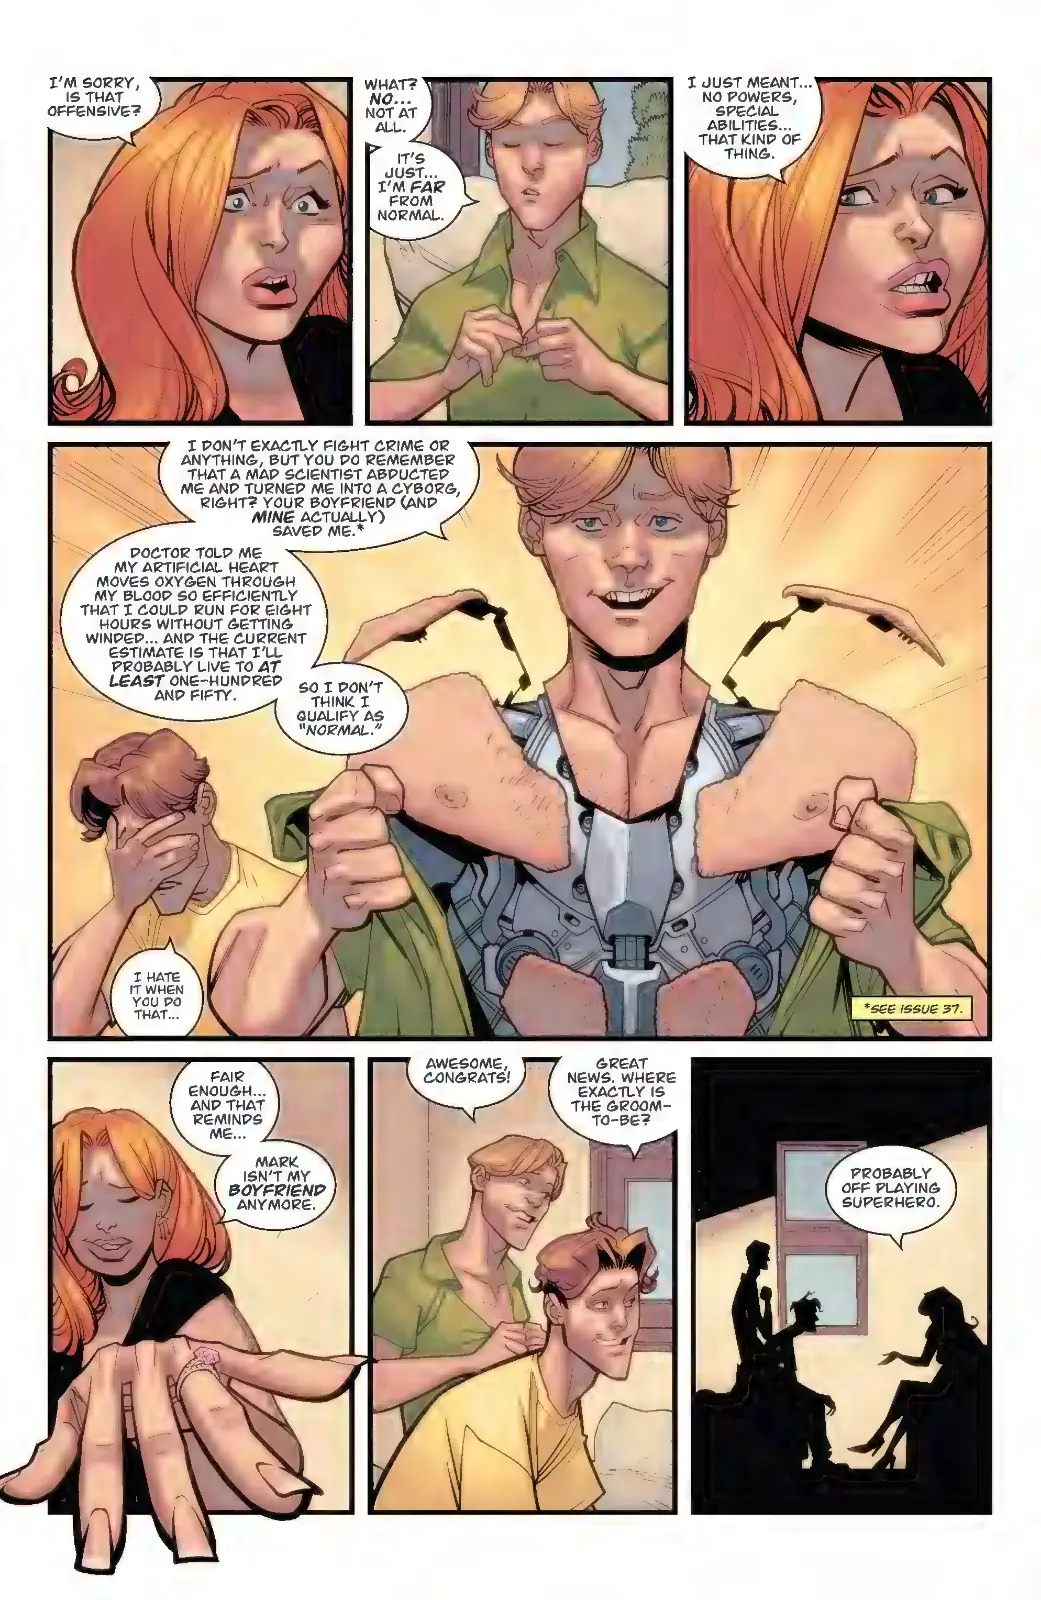 I'M SORRY,
IS THAT
OFFENSIVE?
WHAT?
NO...
NOT AT
ALL.
IT'S
JUST...
I'M FAR
FROM
NORMAL.
I JUST MEANT...
NO POWERS,
SPECIAL
ABILITIES...
THAT KIND OF
THING.
I DON'T EXACTLY FIGHT CRIME OR
ANYTHING, BUT YOU DO REMEMBER
THAT A MAD SCIENTIST ABDUCTED
ME AND TURNED ME INTO A CYBORG,
RIGHT? YOUR BOYFRIEND (AND
MINE ACTUALLY)
SAVED ME.*
DOCTOR TOLD ME
MY ARTIFICIAL HEART
MOVES OXYGEN THROUGH
MY BLOOD SO EFFICIENTLY
THAT I COULD RUN FOR EIGHT
HOURS WITHOUT GETTING
WINDED... AND THE CURRENT
ESTIMATE IS THAT I'LL
PROBABLY LIVE TO AT
LEAST ONE-HUNDRED
AND FIFTY.
SO I DON'T
THINK I
QUALIFY AS
"NORMAL."
I HATE
IT WHEN
YOU DO
THAT...
*SEE ISSUE 37.
FAIR
ENOUGH...
AND THAT
REMINDS
ME...
MARK
ISN'T MY
BOYFRIEND
ANYMORE.
AWESOME,
CONGRATS!
GREAT
NEWS. WHERE
EXACTLY IS
THE GROOM-
TO-BE?
PROBABLY
OFF PLAYING
SUPERHERO.